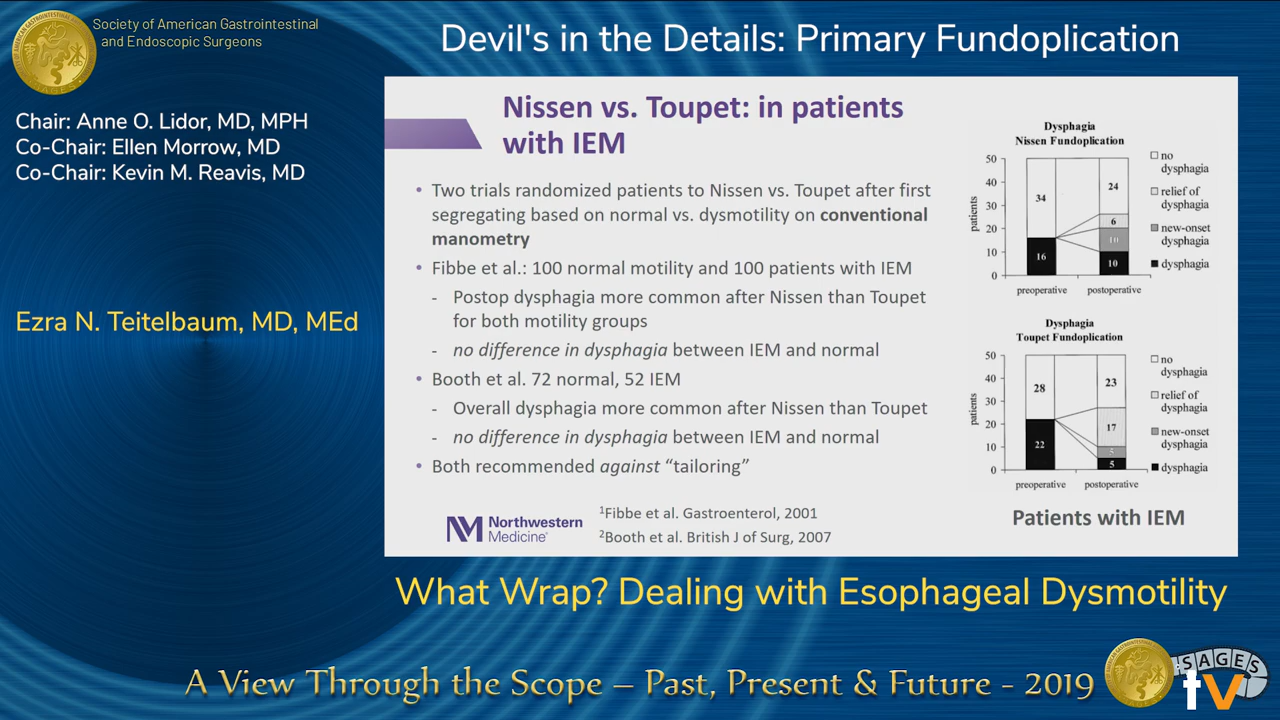 Society of American Gastrointestinal
and Endoscopic Surgeons
Devil's in the Details: Primary Fundoplication
Chair: Anne O. Lidor, MD, MPH
Co-Chair: Ellen Morrow, MD
Co-Chair: Kevin M. Reavis, MD
Ezra N. Teitelbaum, MD, MEd
Nissen vs. Toupet: in patients
with IEM
• Two trials randomized patients to Nissen vs. Toupet after first
segregating based on normal vs. dysmotility on conventional
manometry
• Fibbe et al.: 100 normal motility and 100 patients with IEM
- Postop dysphagia more common after Nissen than Toupet
for both motility groups
- no difference in dysphagia between IEM and normal
• Booth et al. 72 normal, 52 IEM
- Overall dysphagia more common after Nissen than Toupet
- no difference in dysphagia between IEM and normal
• Both recommended against “tailoring”
Northwestern
Medicine
¹Fibbe et al. Gastroenterol, 2001
²Booth et al. British J of Surg, 2007
Dysphagia
Nissen Fundoplication
patients
50
40
30
20
10
0
34
16
24
6
10
10
preoperative postoperative
no
dysphagia
relief of
dysphagia
new-onset
dysphagia
dysphagia
Dysphagia
Toupet Fundoplication
patients
50
40
30
20
10
0
28
22
23
17
5
5
preoperative postoperative
no
dysphagia
relief of
dysphagia
new-onset
dysphagia
dysphagia
Patients with IEM
What Wrap? Dealing with Esophageal Dysmotility
A View Through the Scope – Past, Present & Future - 2019
SAGES
tv